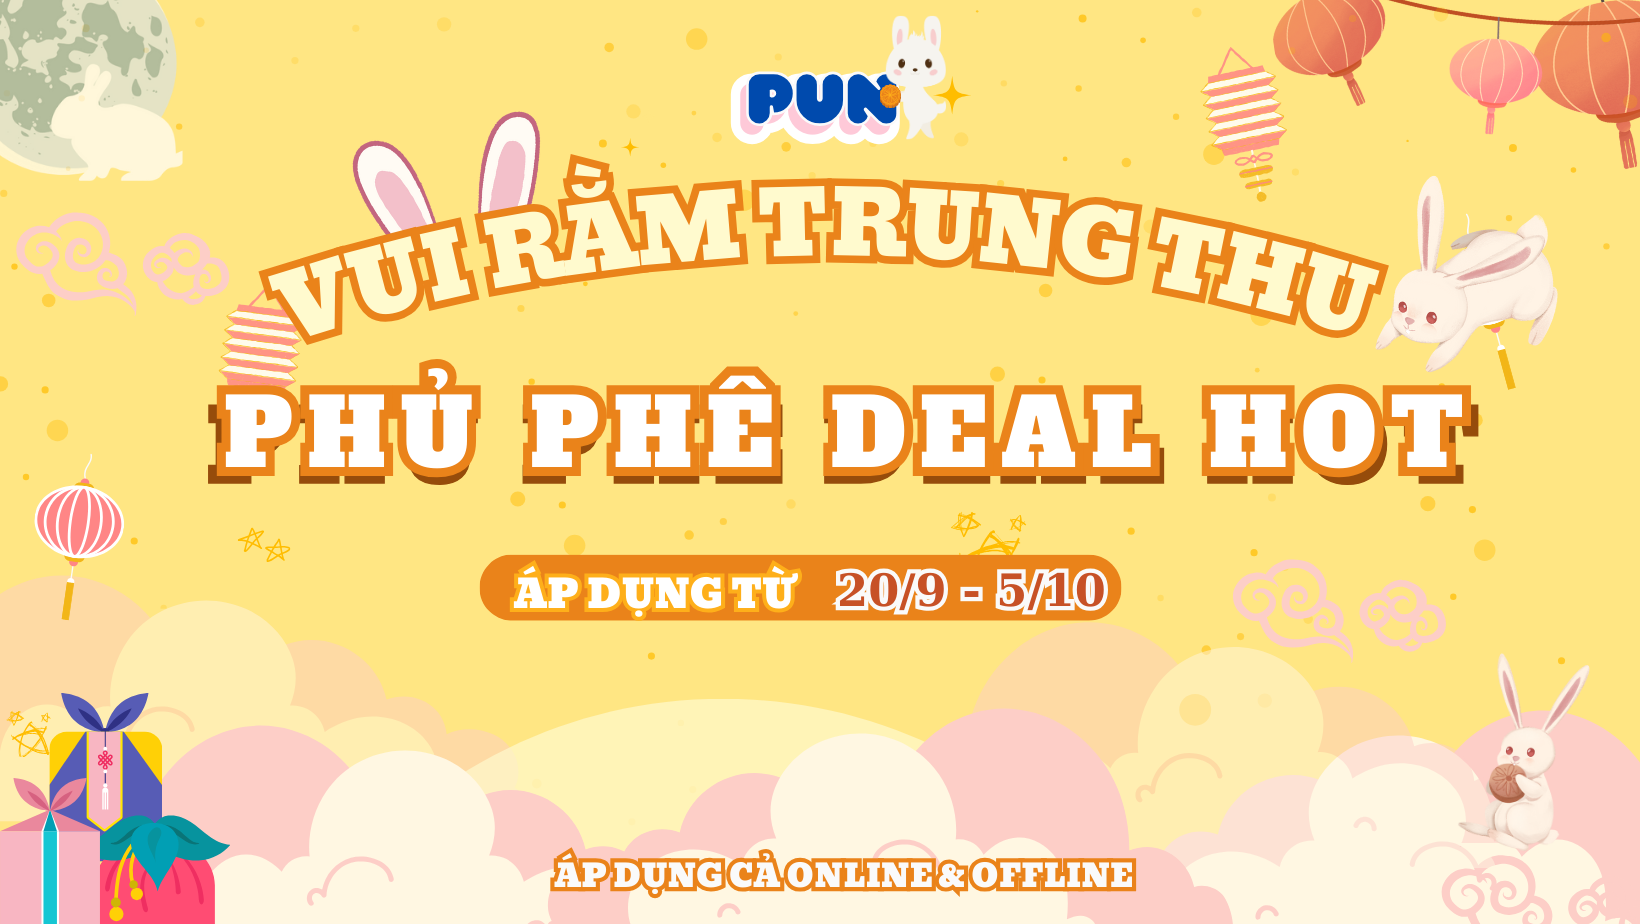 PUN
VUI RẰM TRUNG THU
PHỦ PHÊ DEAL HOT
ÁP DỤNG TỪ 20/9 - 5/10
ÁP DỤNG CẢ ONLINE & OFFLINE